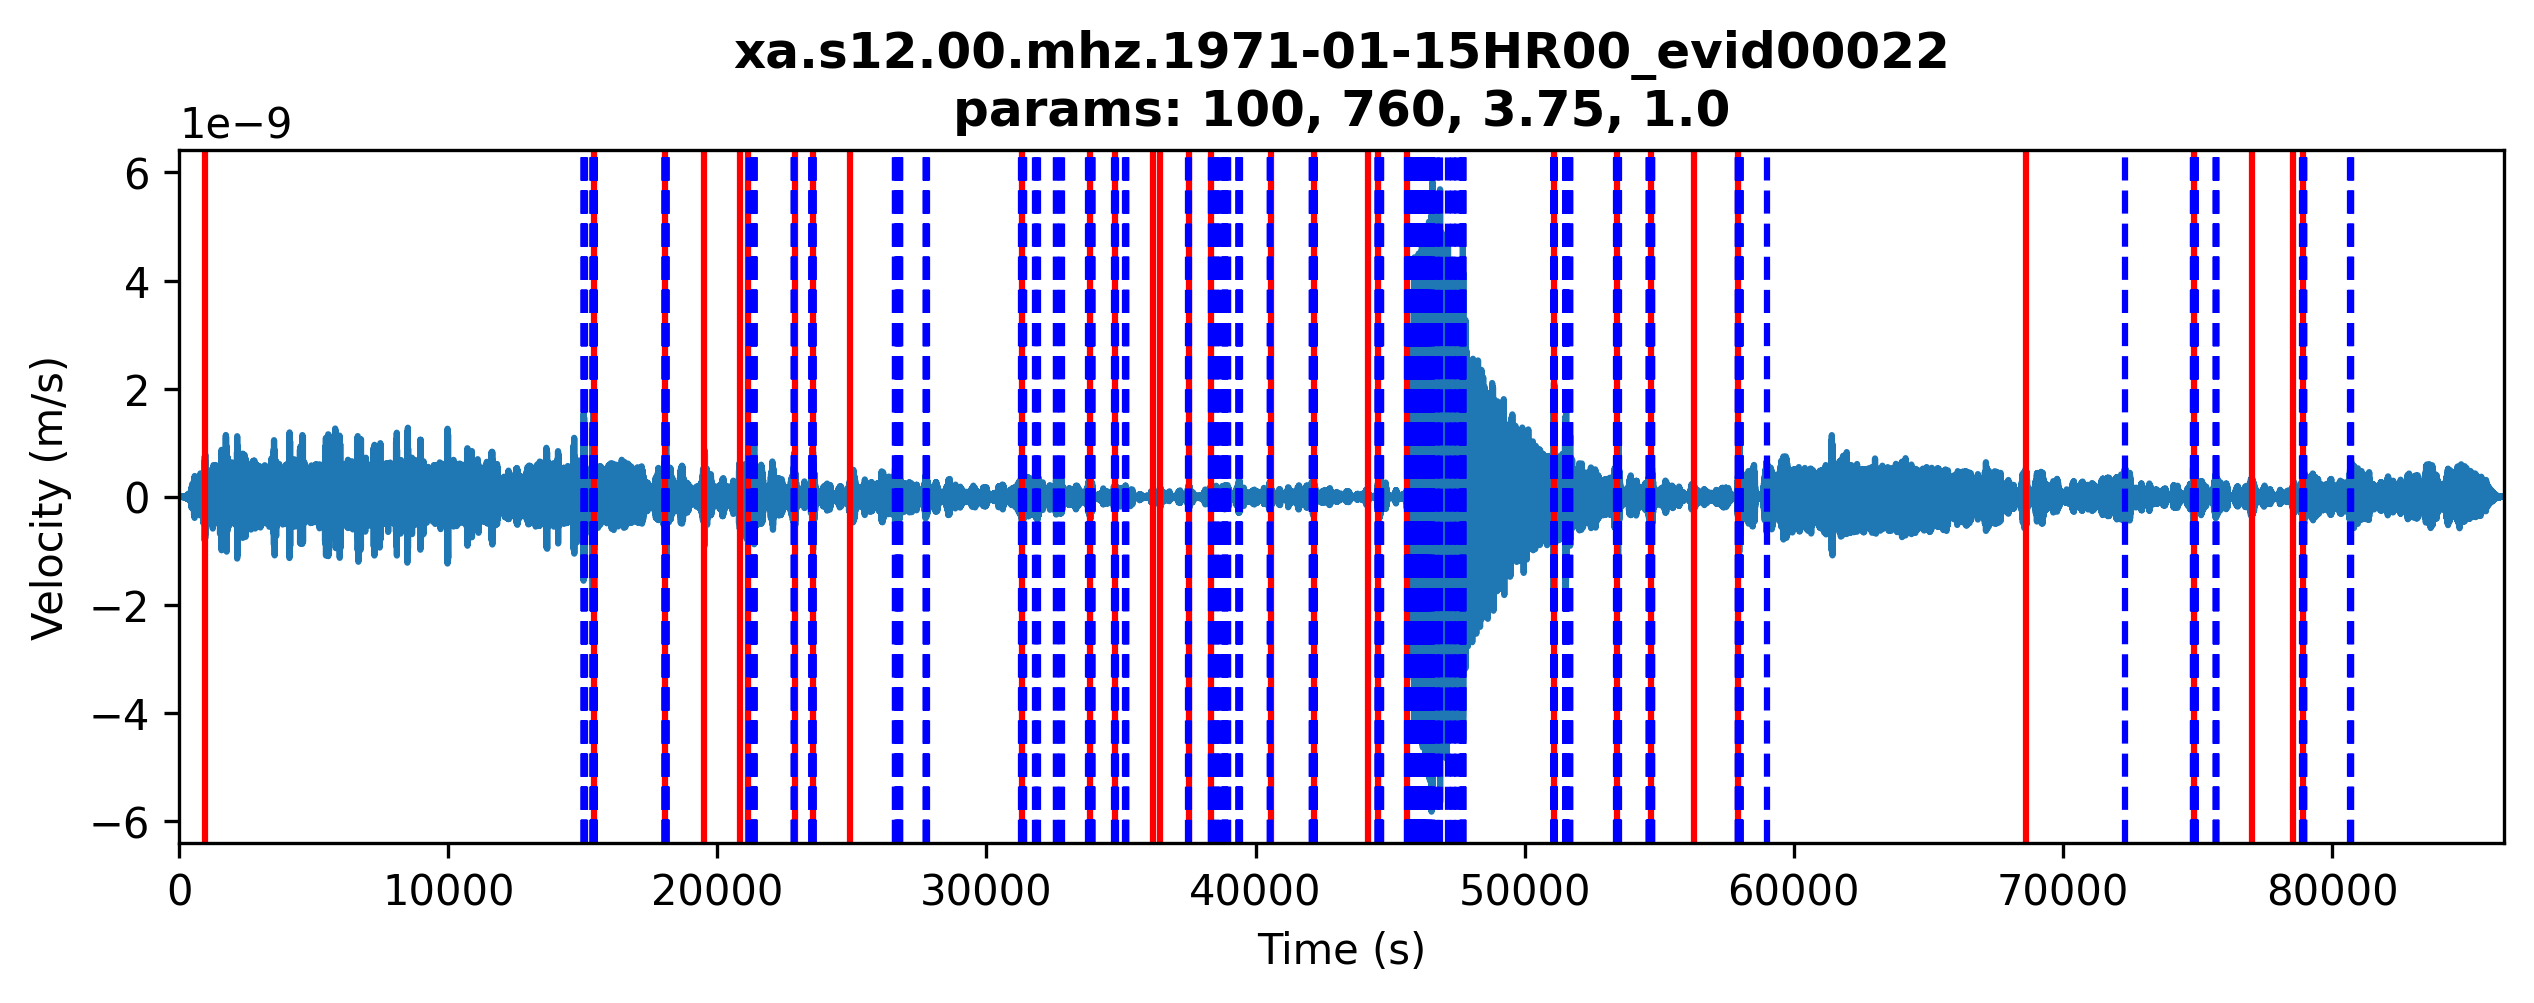 xa.s12.00.mhz.1971-01-15HR00_evid00022
params: 100, 760, 3.75, 1.0
1e−9
6
4
2
0
−2
−4
−6
Velocity (m/s)
0 10000 20000 30000 40000 50000 60000 70000 80000
Time (s)